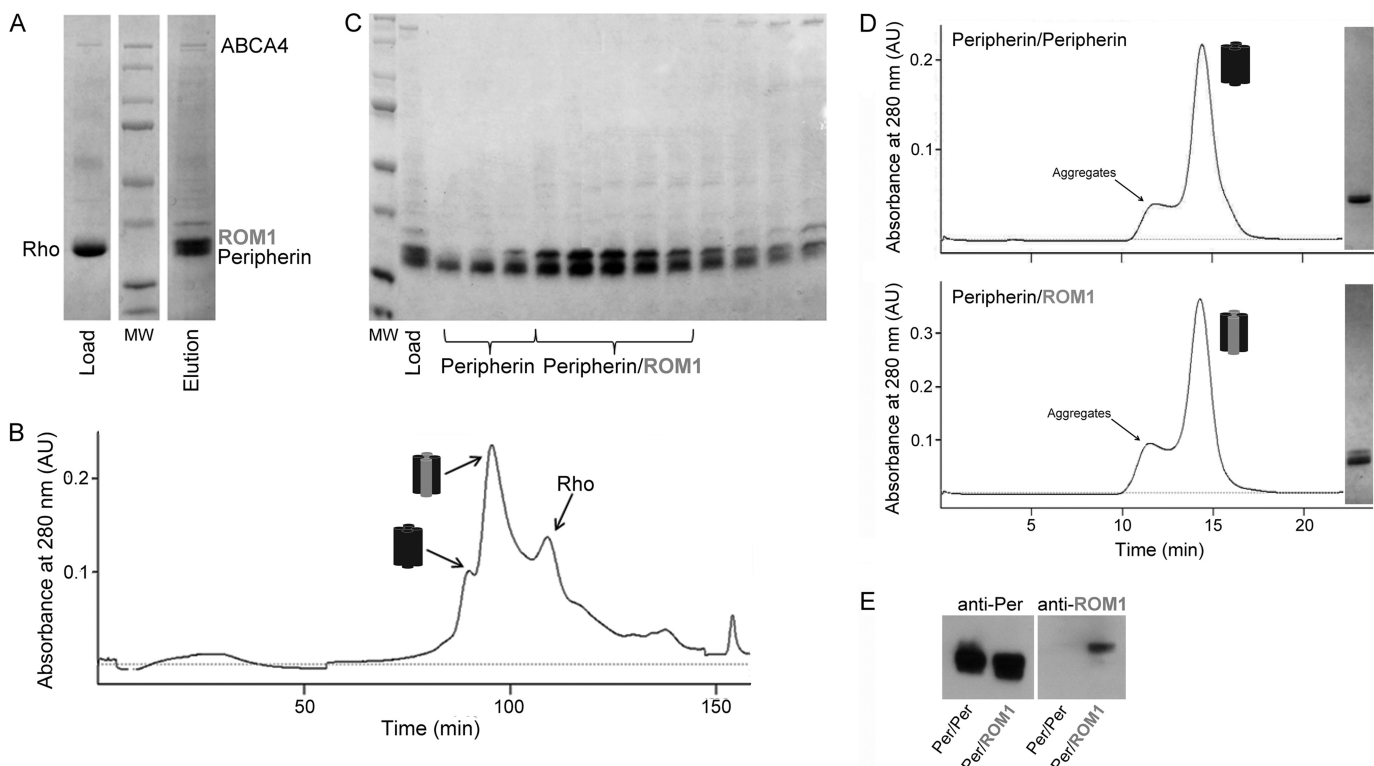 A
ABCA4
Rho
ROM1
Peripherin
Load
MW
Elution
B
Absorbance at 280 nm (AU)
0.2
0.1
Rho
50
100
150
Time (min)
C
MW
Load
Peripherin
Peripherin/ROM1
D
Peripherin/Peripherin
Absorbance at 280 nm (AU)
0.2
0.1
Aggregates
Peripherin/ROM1
Absorbance at 280 nm (AU)
0.3
0.2
0.1
Aggregates
5
10
15
20
Time (min)
E
anti-Per
anti-ROM1
Per/Per
Per/ROM1
Per/Per
Per/ROM1